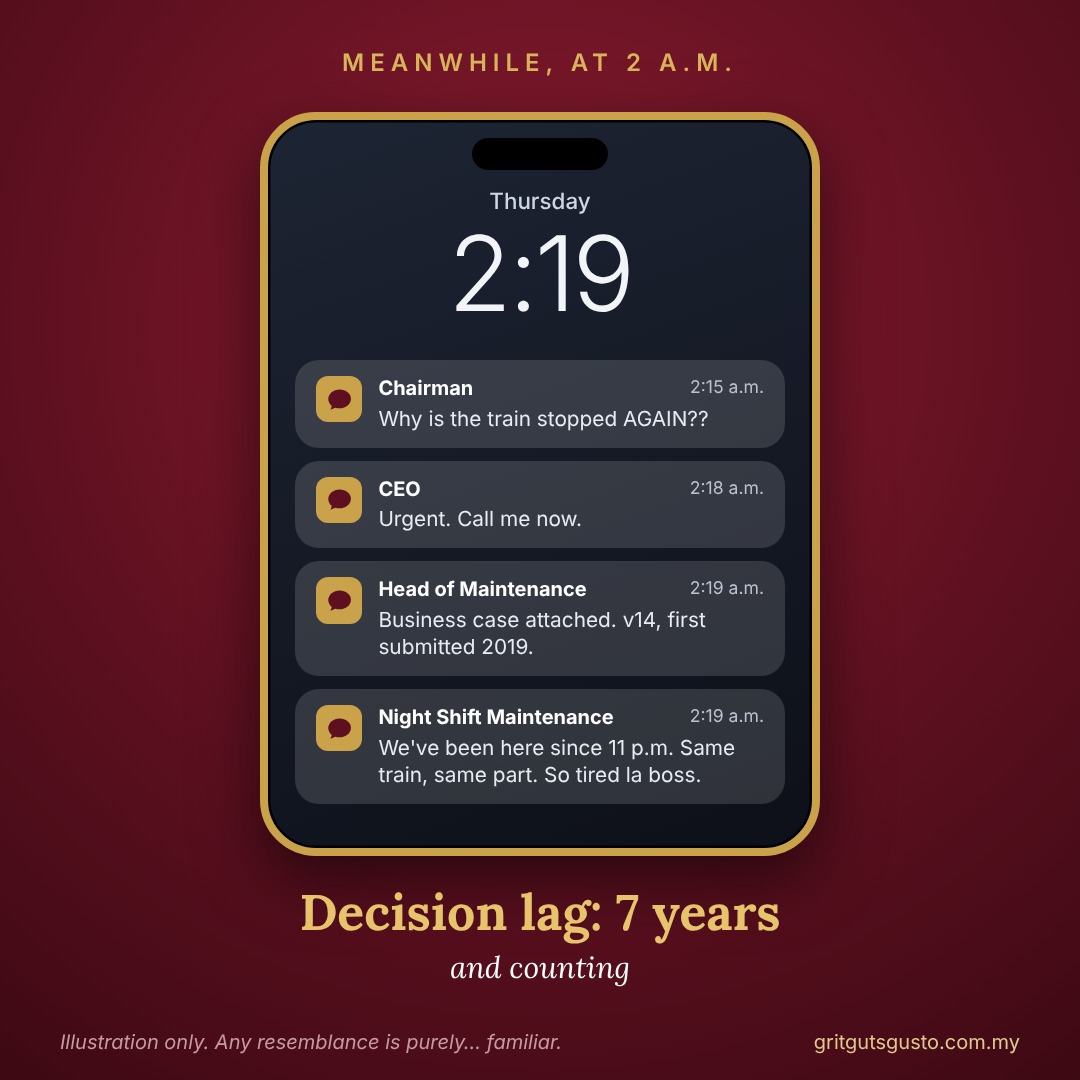 MEANWHILE, AT 2 A.M.
Thursday
2:19
Chairman 2:15 a.m.
Why is the train stopped AGAIN??
CEO 2:18 a.m.
Urgent. Call me now.
Head of Maintenance 2:19 a.m.
Business case attached. v14, first
submitted 2019.
Night Shift Maintenance 2:19 a.m.
We've been here since 11 p.m. Same
train, same part. So tired la boss.
Decision lag: 7 years
and counting
Illustration only. Any resemblance is purely... familiar.
gritgutsgusto.com.my